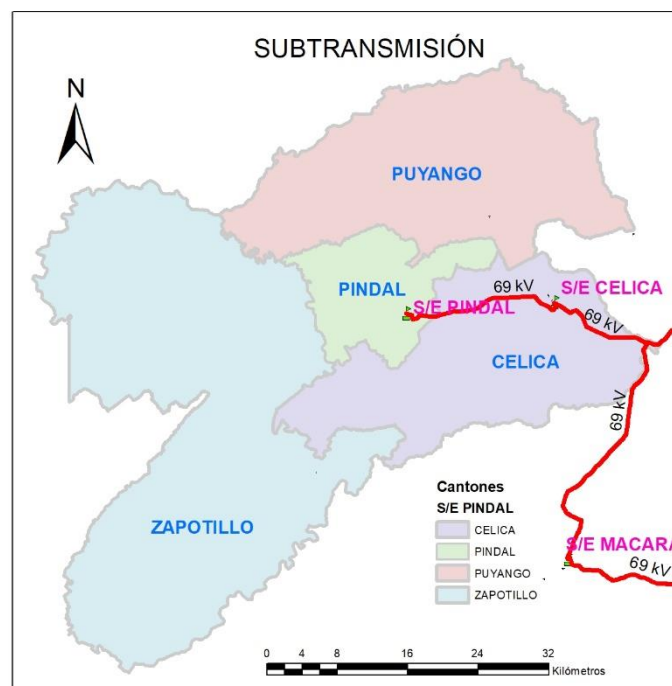 SUBTRANSMISIÓN
N
PUYANGO
PINDAL
69 kV
S/E CELICA
S/E PINDAL
69 kV
CELICA
69 kV
ZAPOTILLO
Cantones
S/E PINDAL
CELICA
PINDAL
PUYANGO
ZAPOTILLO
S/E MACARA
69 kV
0 4 8 16 24 32
Kilómetros